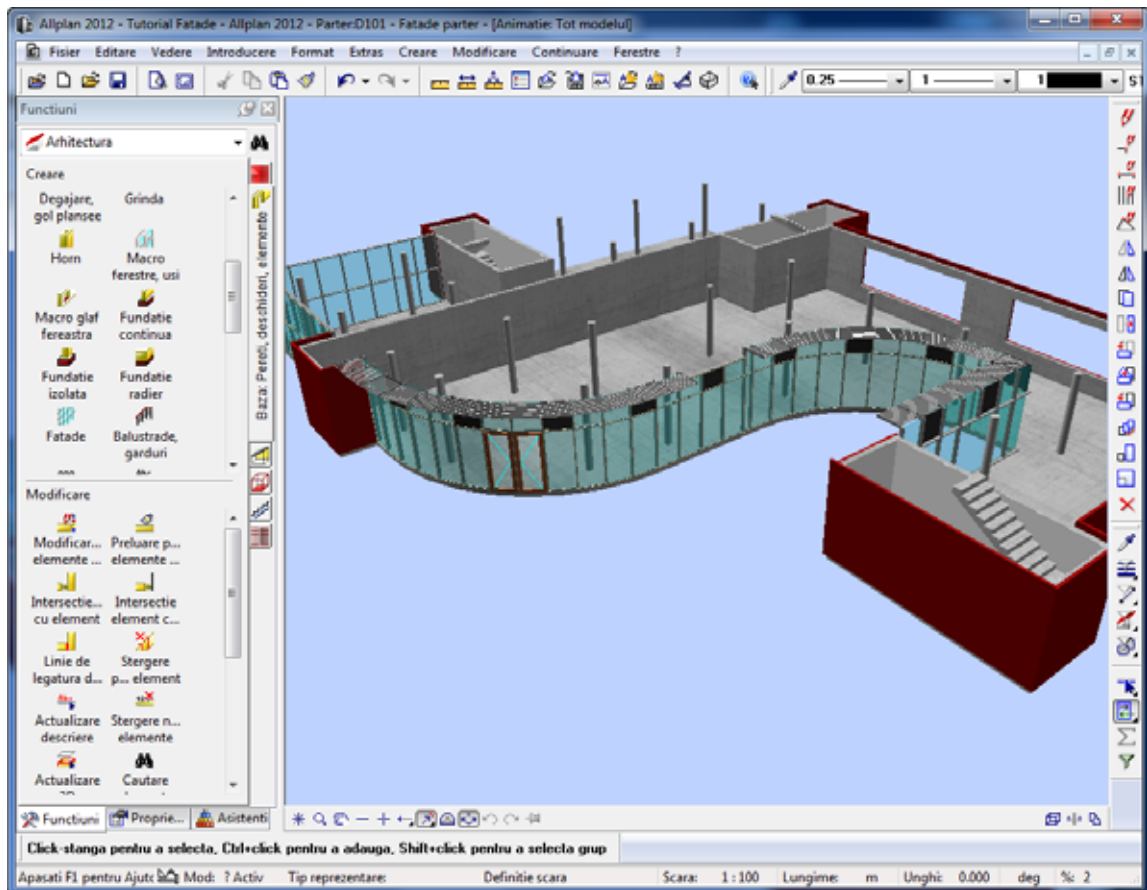 Allplan 2012 - Tutorial Fatade - Allplan 2012 - Parter:D101 - Fatade parter - [Animatie: Tot modelul]
Fisier Editare Vedere Introducere Format Extras Creare Modificare Continuare Ferestre ?
0.25 1 1
Functiuni
Arhitectura
Creare
Degajare, Grinda
gol plansee
Horn Macro
ferestre, usi
Macro glaf Fundatie
fereastra continua
Fundatie Fundatie
izolata radier
Fatade Balustrade,
garduri
Baza: Pereti, deschideri, elemente
Modificare
Modificar... Preluare p...
elemente ... elemente ...
Intersectie... Intersectie
cu element element c...
Linie de Stergere
legatura d... p... element
Actualizare Stergere n...
descriere elemente
Actualizare Cautare
Functiuni Proprie... Asistenti
Click-stanga pentru a selecta, Ctrl+click pentru a adauga, Shift+click pentru a selecta grup
Apasati F1 pentru Ajutc Mod: ? Activ Tip reprezentare: Definitie scara Scara: 1 : 100 Lungime: m Unghi: 0.000 deg %: 2